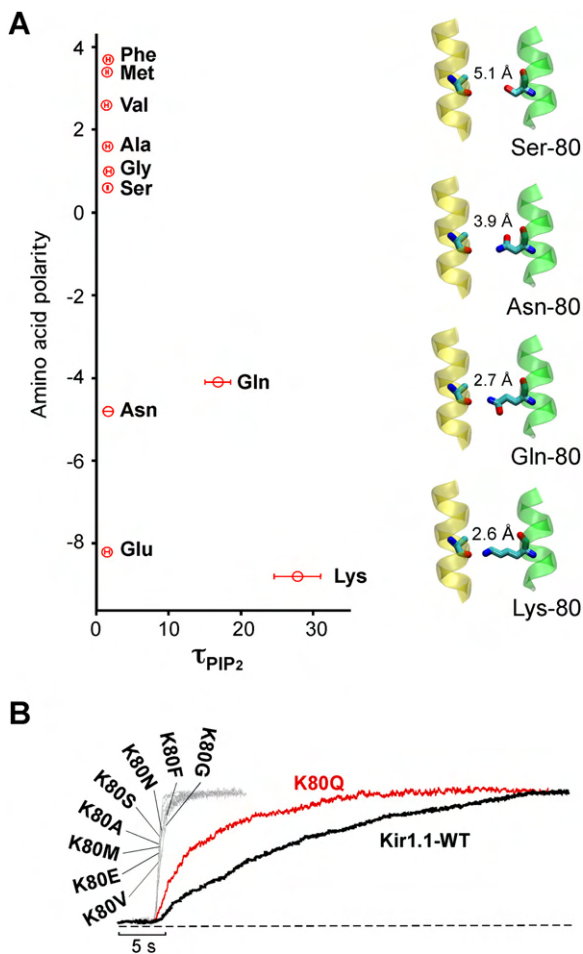 A
Amino acid polarity
4
2
0
-2
-4
-6
-8
Phe
Met
Val
Ala
Gly
Ser
Gln
Asn
Glu
Lys
0
10
20
30
τPIP2
5.1 Å
Ser-80
3.9 Å
Asn-80
2.7 Å
Gln-80
2.6 Å
Lys-80
B
K80G
K80F
K80N
K80S
K80A
K80M
K80E
K80V
K80Q
Kir1.1-WT
5 s